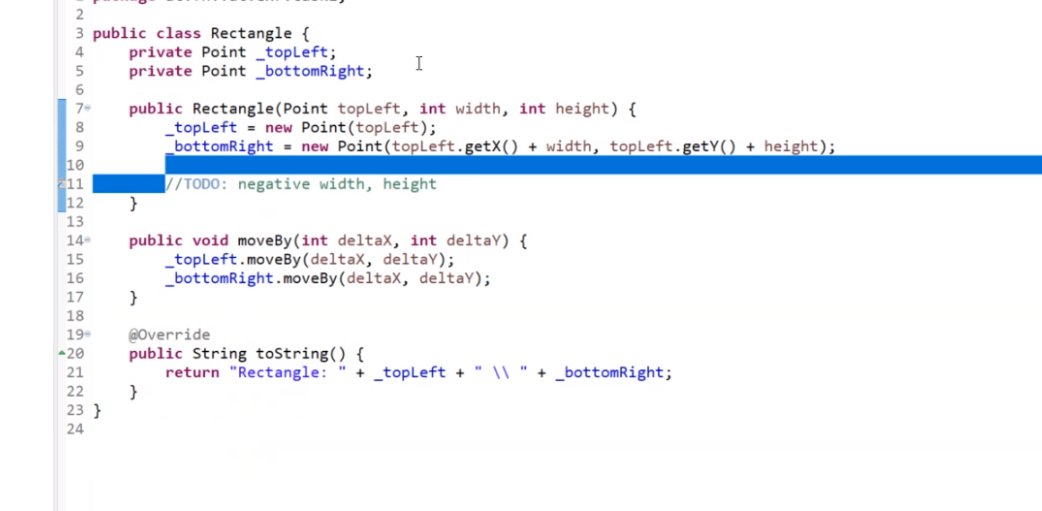 2
3 public class Rectangle {
4 private Point _topLeft;
5 private Point _bottomRight;
6
7 public Rectangle(Point topLeft, int width, int height) {
8 _topLeft = new Point(topLeft);
9 _bottomRight = new Point(topLeft.getX() + width, topLeft.getY() + height);
10
11 //TODO: negative width, height
12 }
13
14 public void moveBy(int deltaX, int deltaY) {
15 _topLeft.moveBy(deltaX, deltaY);
16 _bottomRight.moveBy(deltaX, deltaY);
17 }
18
19 @Override
20 public String toString() {
21 return "Rectangle: " + _topLeft + " \\ " + _bottomRight;
22 }
23 }
24